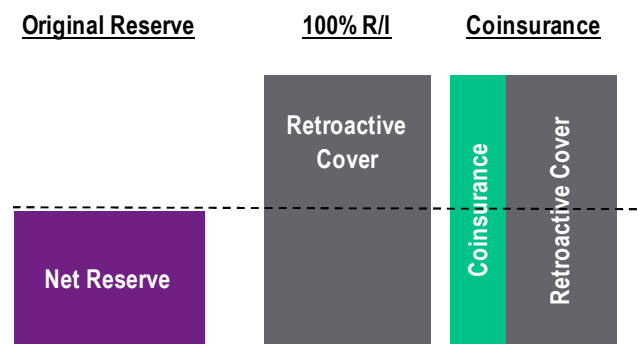 Original Reserve
100% R/I
Coinsurance
Retroactive
Cover
Net Reserve
Coinsurance
Retroactive Cover